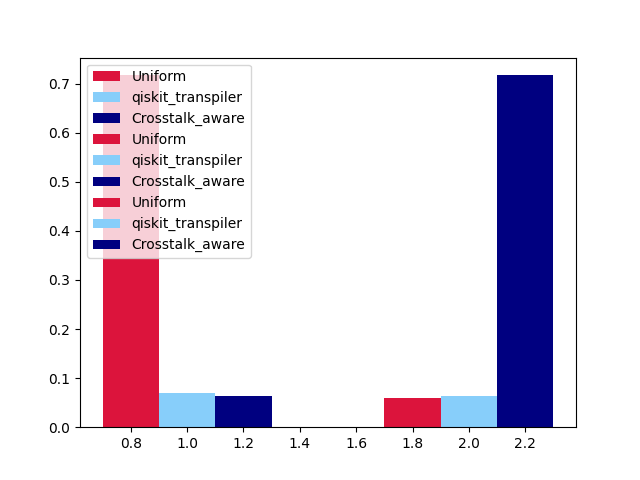 0.7
0.6
0.5
0.4
0.3
0.2
0.1
0.0
Uniform
qiskit_transpiler
Crosstalk_aware
Uniform
qiskit_transpiler
Crosstalk_aware
Uniform
qiskit_transpiler
Crosstalk_aware
0.8 1.0 1.2 1.4 1.6 1.8 2.0 2.2